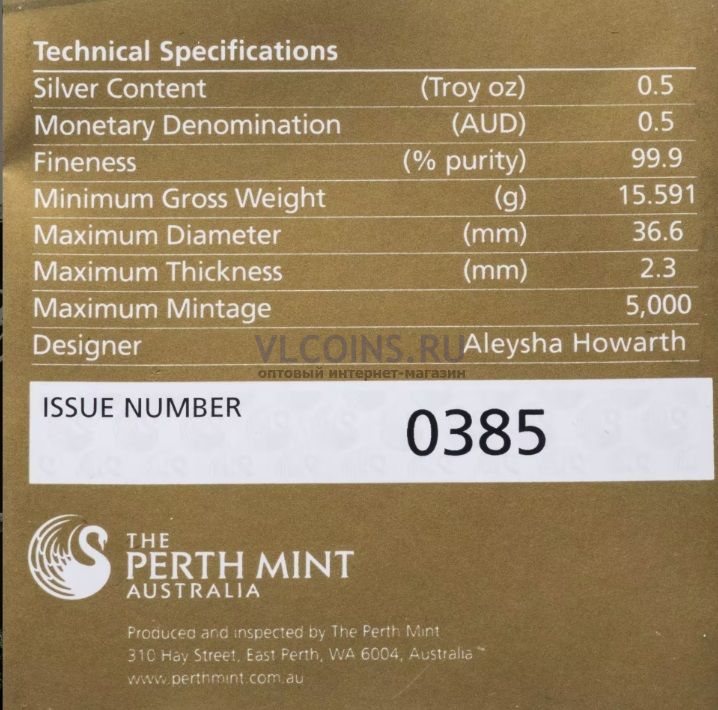 Technical Specifications
Silver Content (Troy oz) 0.5
Monetary Denomination (AUD) 0.5
Fineness (% purity) 99.9
Minimum Gross Weight (g) 15.591
Maximum Diameter (mm) 36.6
Maximum Thickness (mm) 2.3
Maximum Mintage 5,000
Designer Aleysha Howarth
VLCOINS.RU
оптовый интернет-магазин
ISSUE NUMBER 0385
THE
PERTH MINT
AUSTRALIA
Produced and inspected by The Perth Mint
310 Hay Street, East Perth, WA 6004, Australia™
www.perthmint.com.au